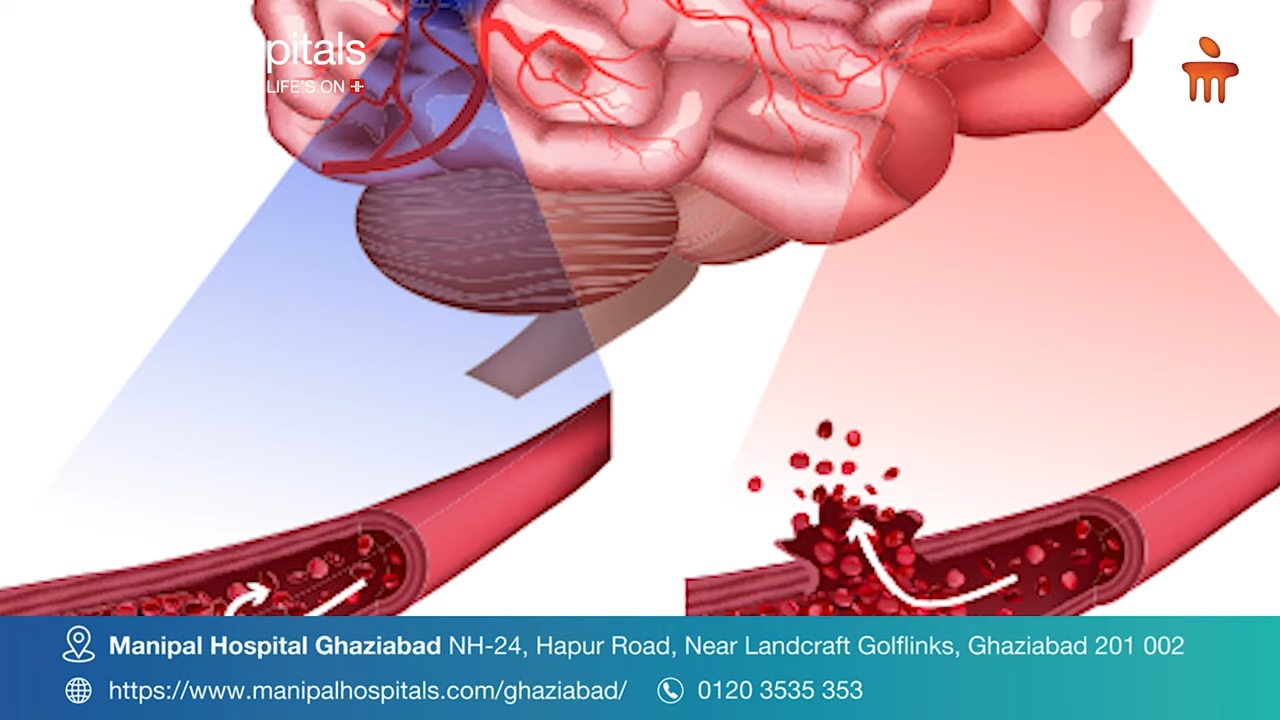 pitals
LIFE'S ON
Manipal Hospital Ghaziabad NH-24, Hapur Road, Near Landcraft Golflinks, Ghaziabad 201 002
https://www.manipalhospitals.com/ghaziabad/ 0120 3535 353